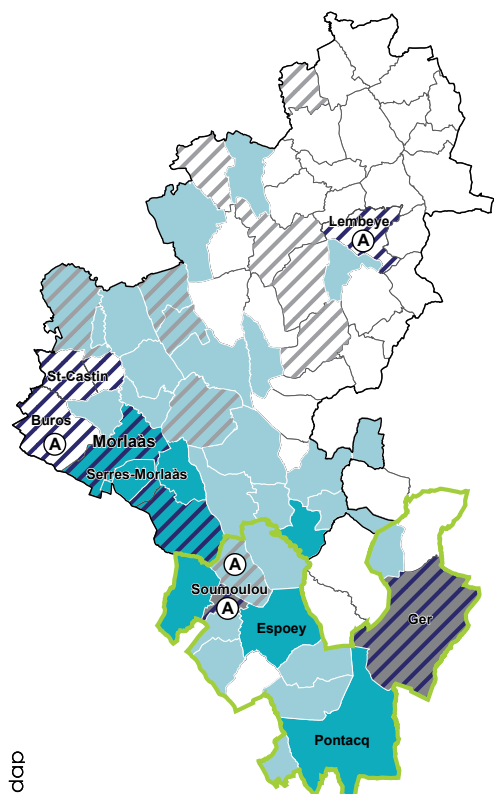 Lembeye
A
St-Castin
Buros
A
Morlaàs
Serres-Morlaàs
A
Soumoulou
A
Ger
Espoey
Pontacq
dap